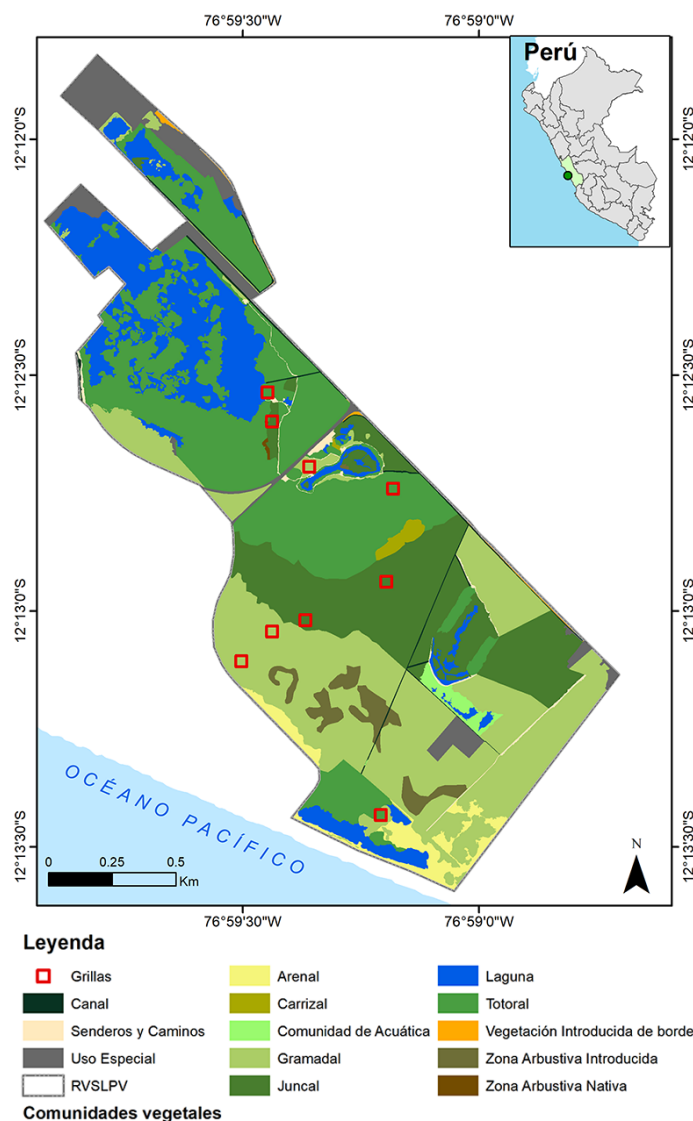 76°59'30"W 76°59'0"W
Perú
12°12'0"S 12°12'0"S
12°12'30"S 12°12'30"S
12°13'0"S 12°13'0"S
12°13'30"S 12°13'30"S
OCÉANO PACÍFICO
N
0 0.25 0.5
Km
76°59'30"W 76°59'0"W
Leyenda
Grillas Arenal Laguna
Canal Carrizal Totoral
Senderos y Caminos Comunidad de Acuática Vegetación Introducida de borde
Uso Especial Gramadal Zona Arbustiva Introducida
RVSLPV Juncal Zona Arbustiva Nativa
Comunidades vegetales